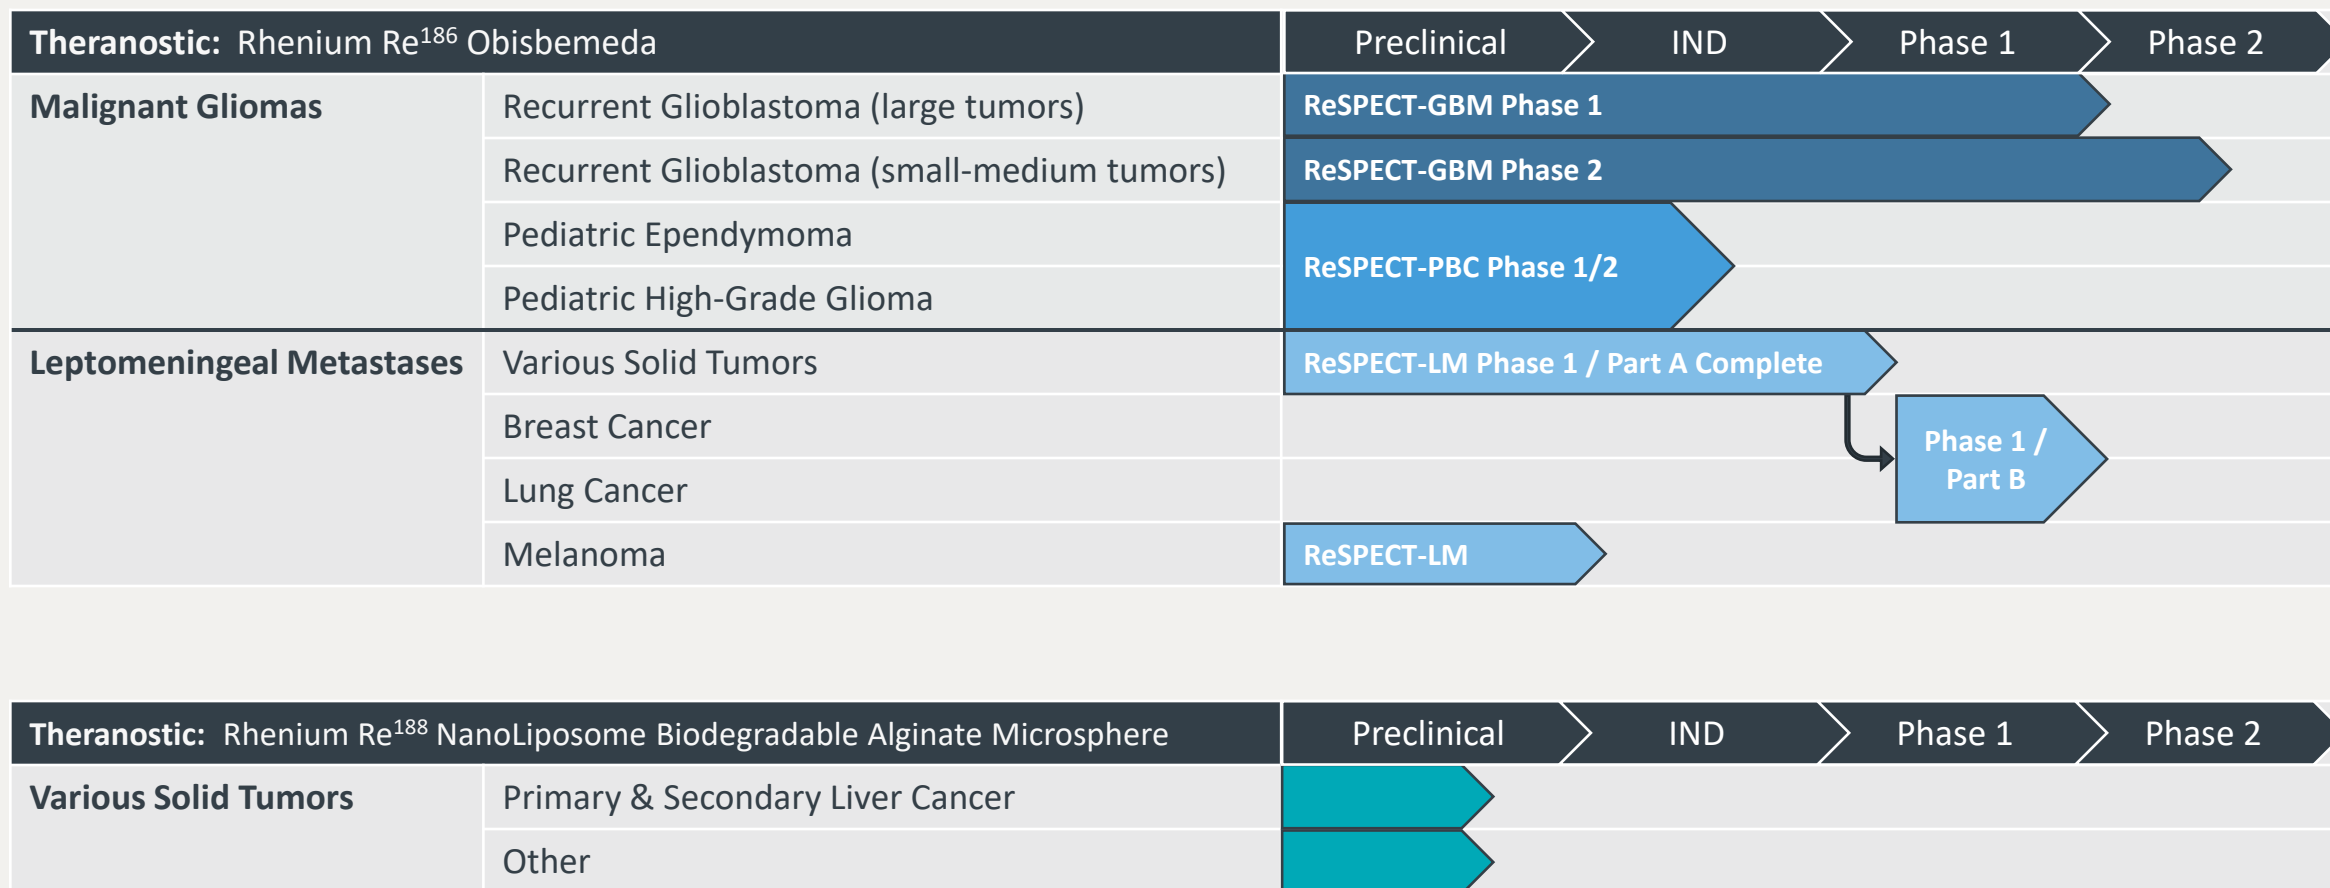 Theranostic: Rhenium Re186 Obisbemeda
Preclinical
IND
Phase 1
Phase 2
Malignant Gliomas
Recurrent Glioblastoma (large tumors)
ReSPECT-GBM Phase 1
Recurrent Glioblastoma (small-medium tumors)
ReSPECT-GBM Phase 2
Pediatric Ependymoma
ReSPECT-PBC Phase 1/2
Pediatric High-Grade Glioma
Leptomeningeal Metastases
Various Solid Tumors
ReSPECT-LM Phase 1 / Part A Complete
Breast Cancer
Phase 1 /
Part B
Lung Cancer
Melanoma
ReSPECT-LM
Theranostic: Rhenium Re188 NanoLiposome Biodegradable Alginate Microsphere
Preclinical
IND
Phase 1
Phase 2
Various Solid Tumors
Primary & Secondary Liver Cancer
Other